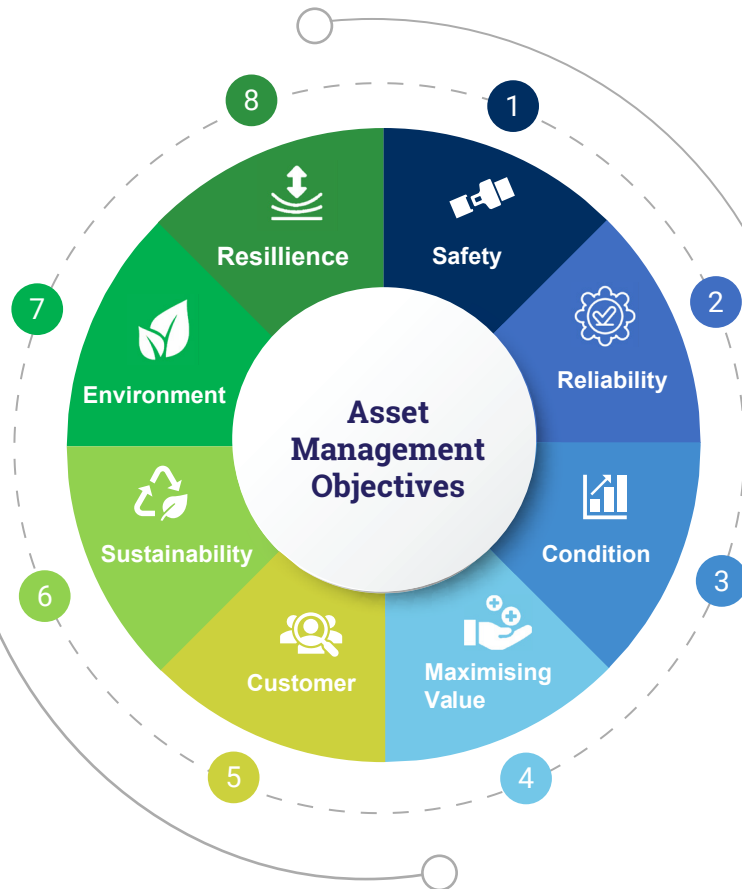 Asset
Management
Objectives
1
Safety
2
Reliability
3
Condition
4
Maximising
Value
5
Customer
6
Sustainability
7
Environment
8
Resillience